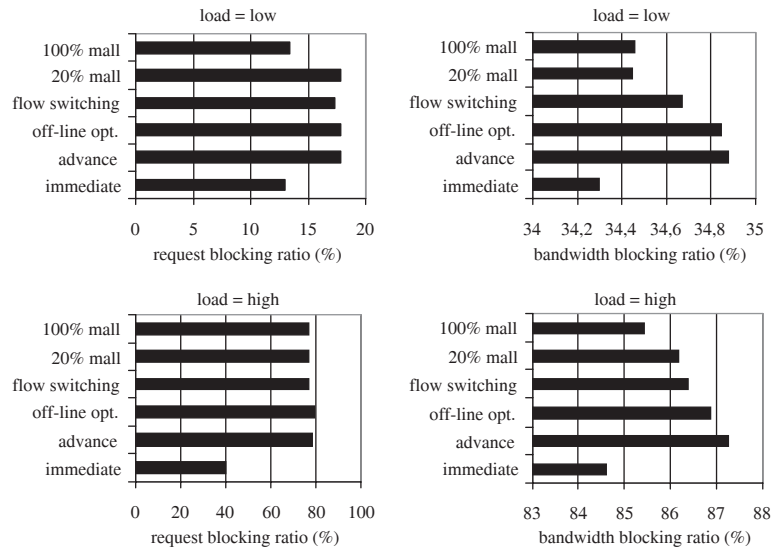 load = low
100% mall
20% mall
flow switching
off-line opt.
advance
immediate
0 5 10 15 20
request blocking ratio (%)
load = low
100% mall
20% mall
flow switching
off-line opt.
advance
immediate
34 34,2 34,4 34,6 34,8 35
bandwidth blocking ratio (%)
load = high
100% mall
20% mall
flow switching
off-line opt.
advance
immediate
0 20 40 60 80 100
request blocking ratio (%)
load = high
100% mall
20% mall
flow switching
off-line opt.
advance
immediate
83 84 85 86 87 88
bandwidth blocking ratio (%)